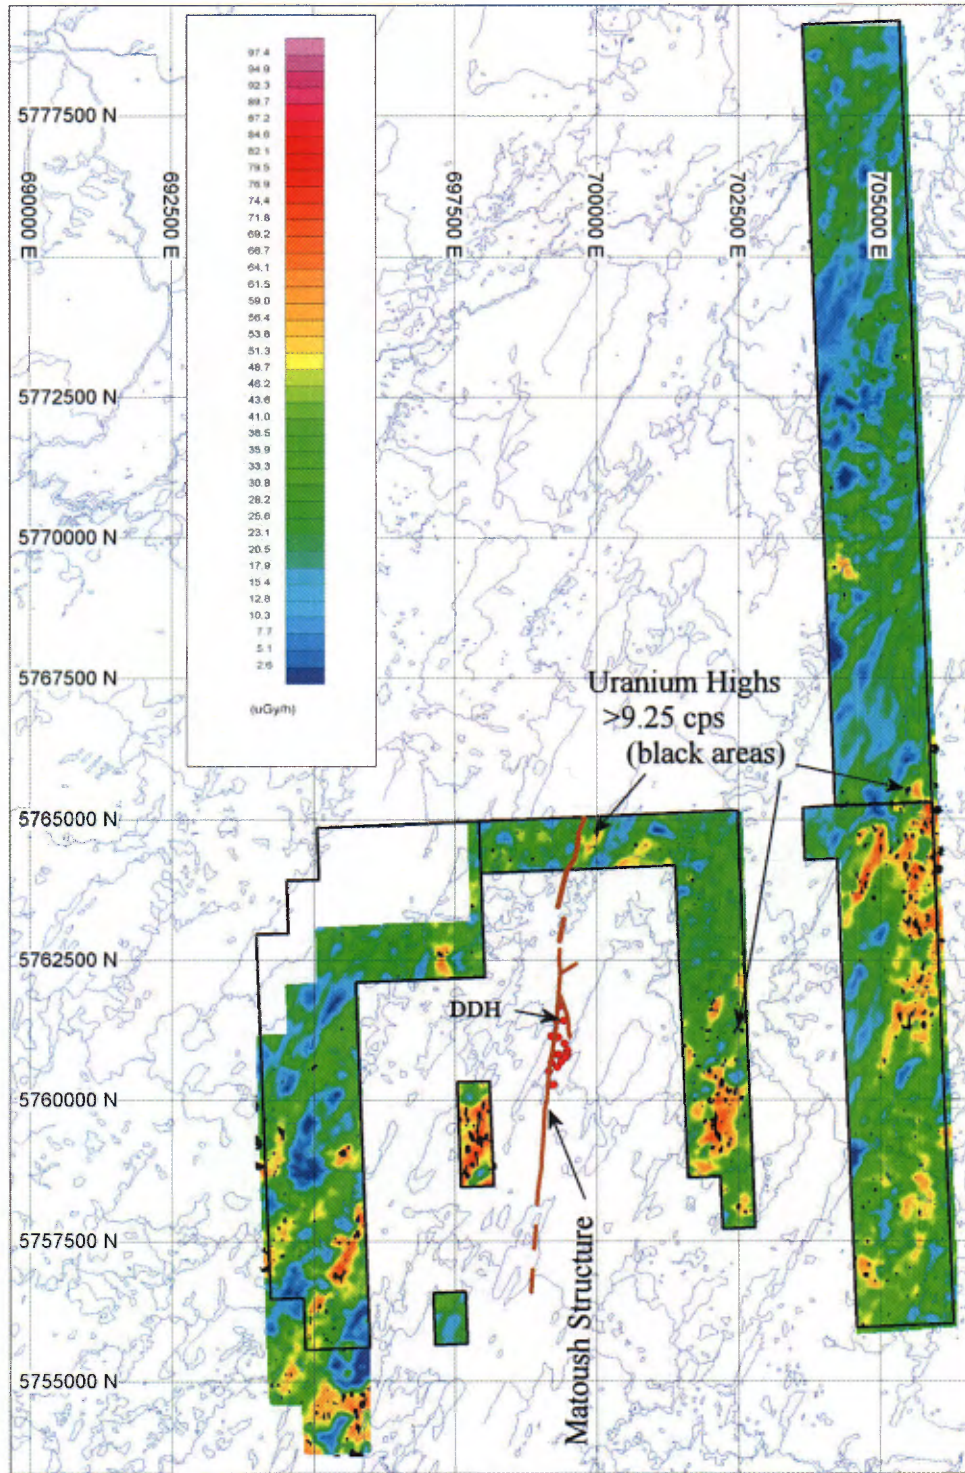 97.4
94.9
92.3
89.7
87.2
84.6
82.1
79.5
76.9
74.4
71.8
69.2
66.7
64.1
61.5
59.0
56.4
53.8
51.3
48.7
46.2
43.6
41.0
38.5
35.9
33.3
30.8
28.2
25.6
23.1
20.5
17.9
15.4
12.8
10.3
7.7
5.1
2.6
(uGy/h)
5777500 N
690000 E
692500 E
697500 E
700000 E
702500 E
705000 E
5772500 N
5770000 N
5767500 N
Uranium Highs
>9.25 cps
(black areas)
5765000 N
5762500 N
DDH
5760000 N
5757500 N
Matoush Structure
5755000 N